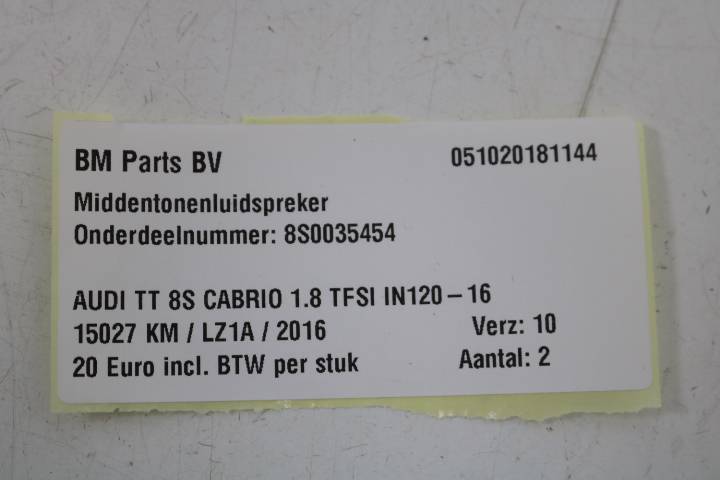 BM Parts BV 051020181144
Middentonenluidspreker
Onderdeelnummer: 8S0035454
AUDI TT 8S CABRIO 1.8 TFSI IN120-16
15027 KM / LZ1A / 2016 Verz: 10
20 Euro incl. BTW per stuk Aantal: 2